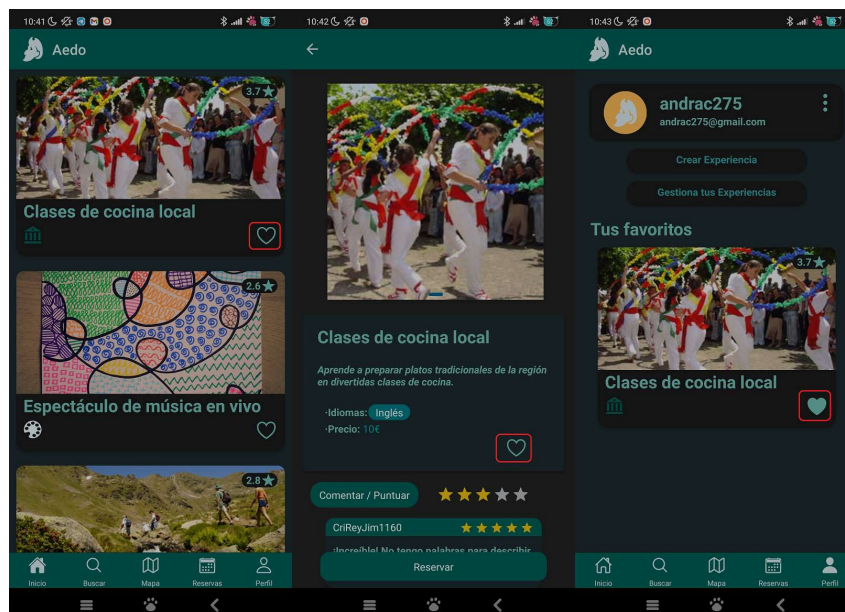 10:41
Aedo
3.7
Clases de cocina local
2.6
Espectáculo de música en vivo
2.8
Inicio
Buscar
Mapa
Reservas
Perfil
10:42
Clases de cocina local
Aprende a preparar platos tradicionales de la región
en divertidas clases de cocina.
·Idiomas: Inglés
·Precio: 10€
Comentar / Puntuar
CriReyJim1160
¡Increíble! No tengo palabras para describir
Reservar
10:43
Aedo
andrac275
andrac275@gmail.com
Crear Experiencia
Gestiona tus Experiencias
Tus favoritos
3.7
Clases de cocina local
Inicio
Buscar
Mapa
Reservas
Perfil